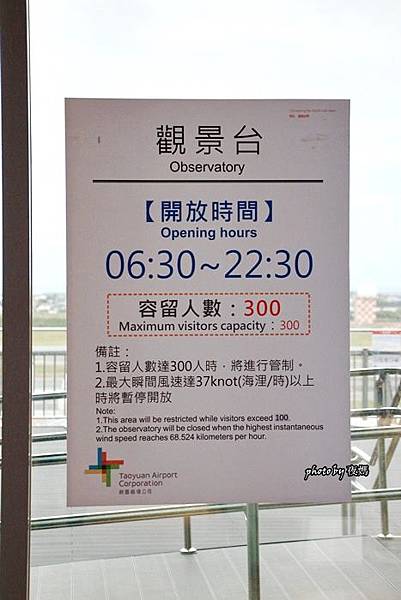 觀景台
Observatory
【開放時間】
Opening hours
06:30~22:30
容留人數：300
Maximum visitors capacity：300
備註：
1.容留人數達300人時，將進行管制。
2.最大瞬間風速達37knot(海浬/時)以上
時將暫停開放
Note:
1.This area will be restricted while visitors exceed 100.
2.The observatory will be closed when the highest instantaneous
wind speed reaches 68.524 kilometers per hour.
Taoyuan Airport
Corporation
桃園機場公司
photo by 俊媽